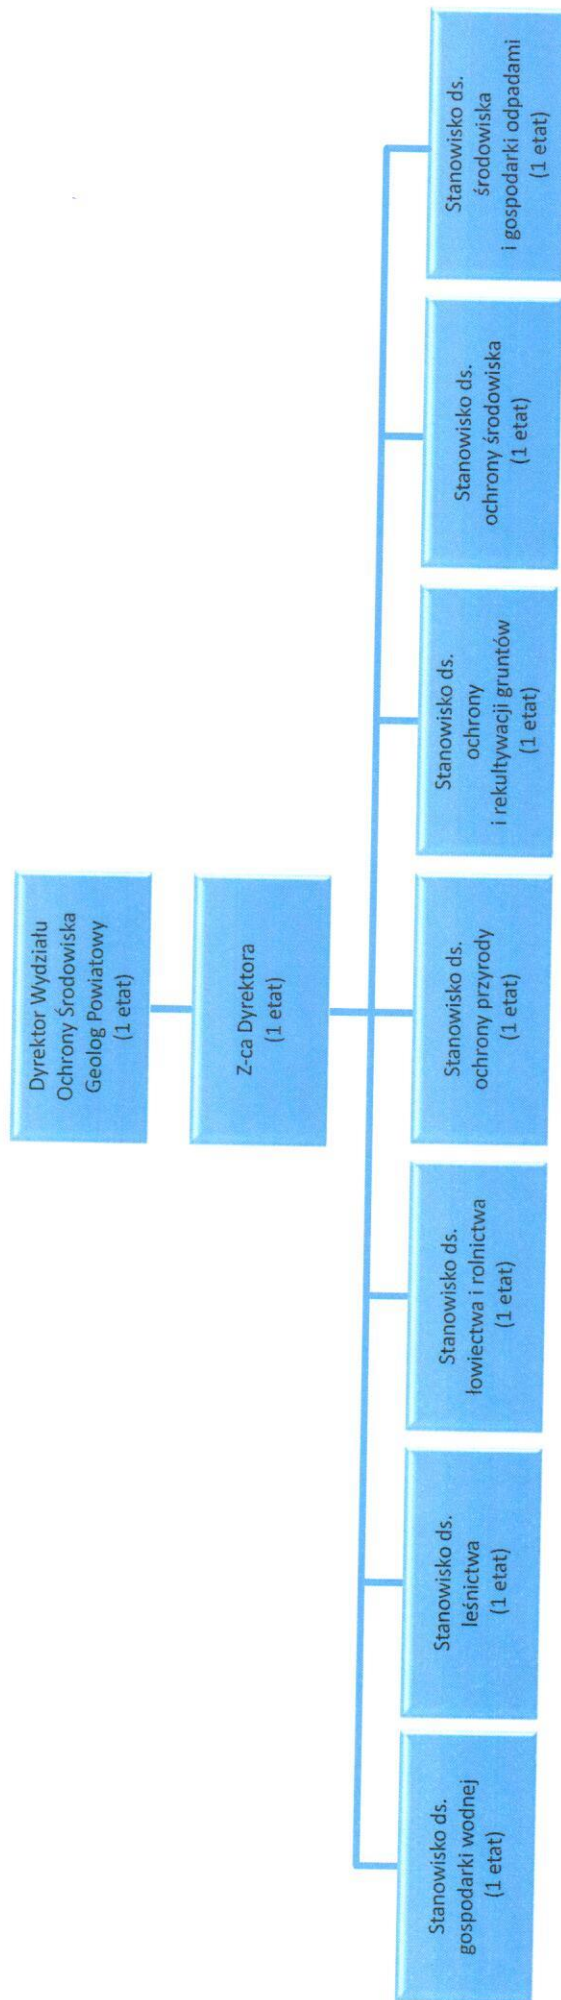 Dyrektor Wydziału
Ochrony Środowiska
Geolog Powiatowy
(1 etat)
Z-ca Dyrektora
(1 etat)
Stanowisko ds.
gospodarki wodnej
(1 etat)
Stanowisko ds.
leśnictwa
(1 etat)
Stanowisko ds.
łowiectwa i rolnictwa
(1 etat)
Stanowisko ds.
ochrony przyrody
(1 etat)
Stanowisko ds.
ochrony
i rekultywacji gruntów
(1 etat)
Stanowisko ds.
ochrony środowiska
(1 etat)
Stanowisko ds.
środowiska
i gospodarki odpadami
(1 etat)